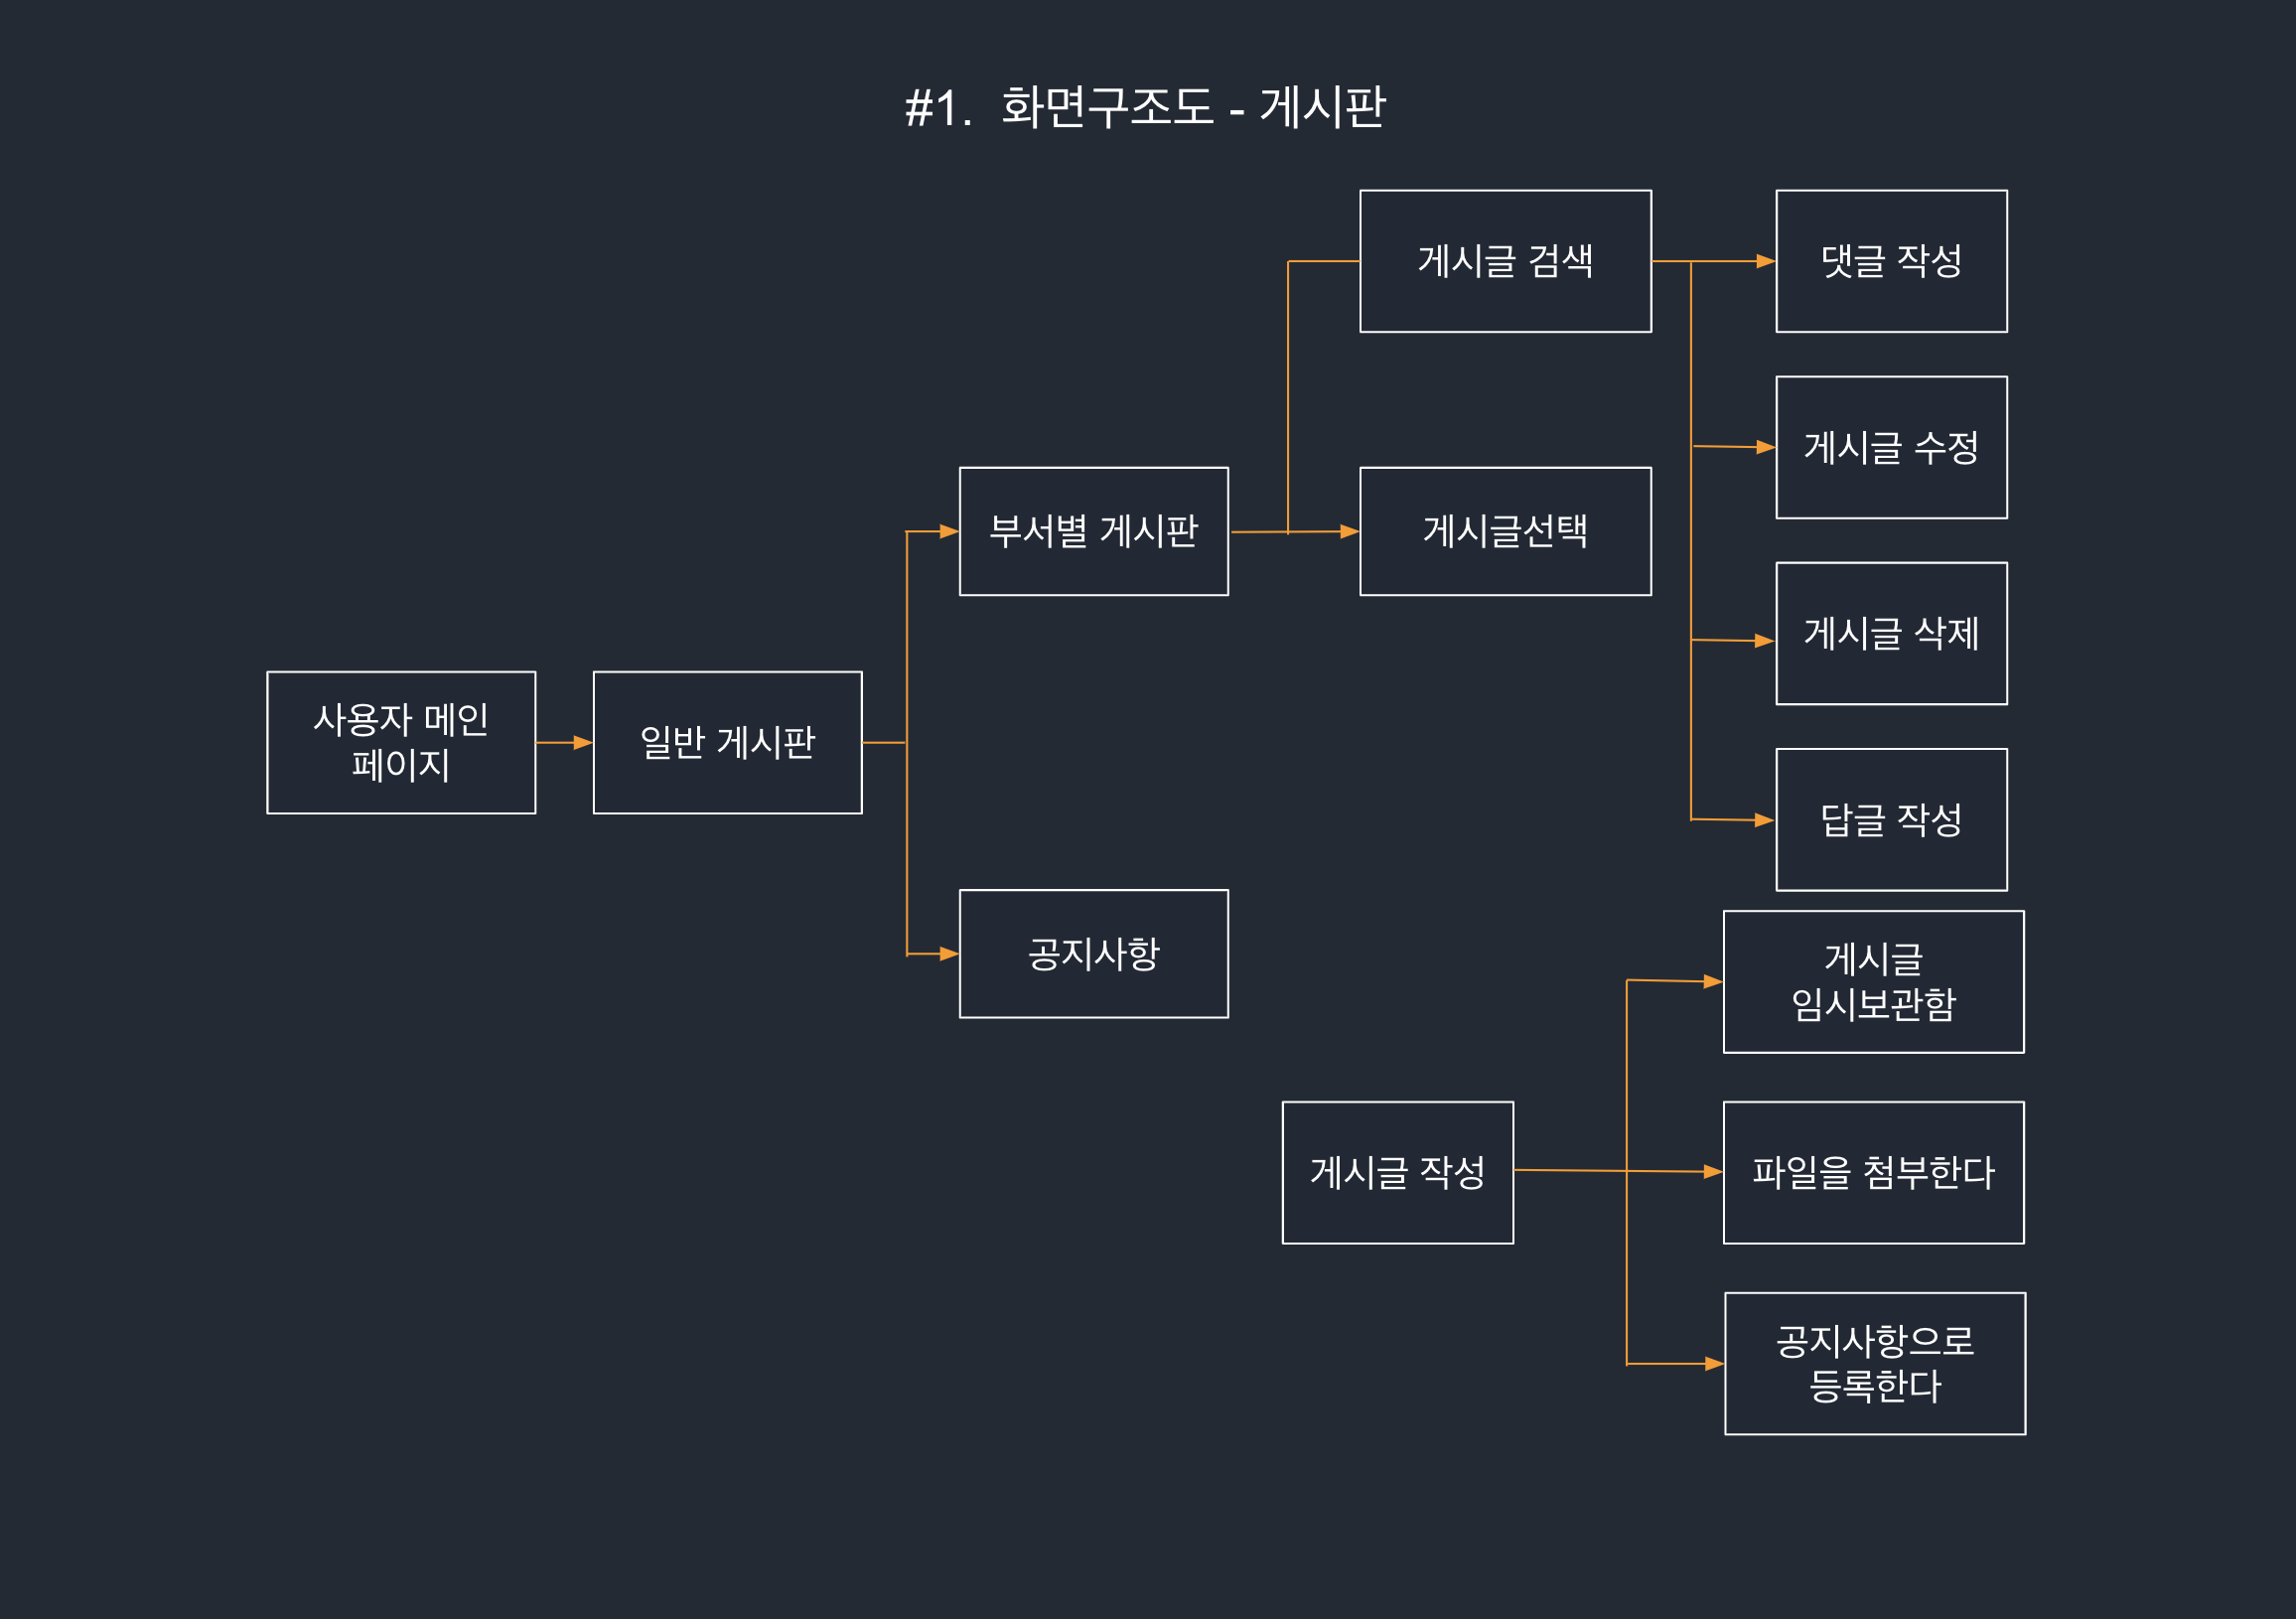 #1. 화면구조도 - 게시판
게시글 검색
댓글 작성
게시글 수정
부서별 게시판
게시글선택
게시글 삭제
사용자 메인
페이지
일반 게시판
답글 작성
공지사항
게시글
임시보관함
게시글 작성
파일을 첨부한다
공지사항으로
등록한다